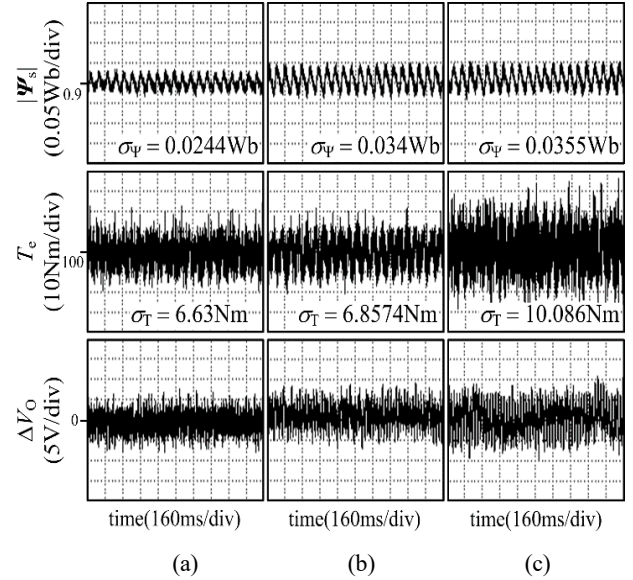 |Ψs|
(0.05Wb/div)
0.9
σΨ = 0.0244Wb
σΨ = 0.034Wb
σΨ = 0.0355Wb
Te
(10Nm/div)
100
σT = 6.63Nm
σT = 6.8574Nm
σT = 10.086Nm
ΔVO
(5V/div)
0
time(160ms/div)
time(160ms/div)
time(160ms/div)
(a)
(b)
(c)